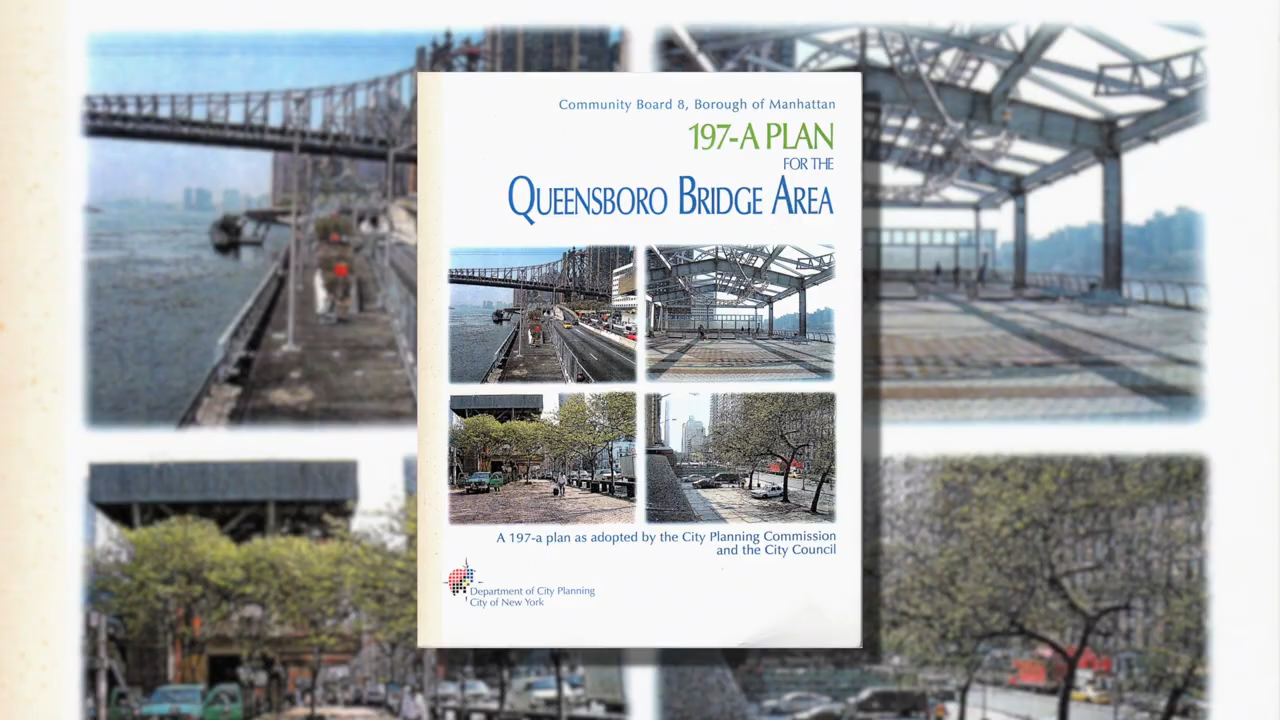 Community Board 8, Borough of Manhattan
197-A PLAN
FOR THE
QUEENSBORO BRIDGE AREA
A 197-a plan as adopted by the City Planning Commission
and the City Council
Department of City Planning
City of New York